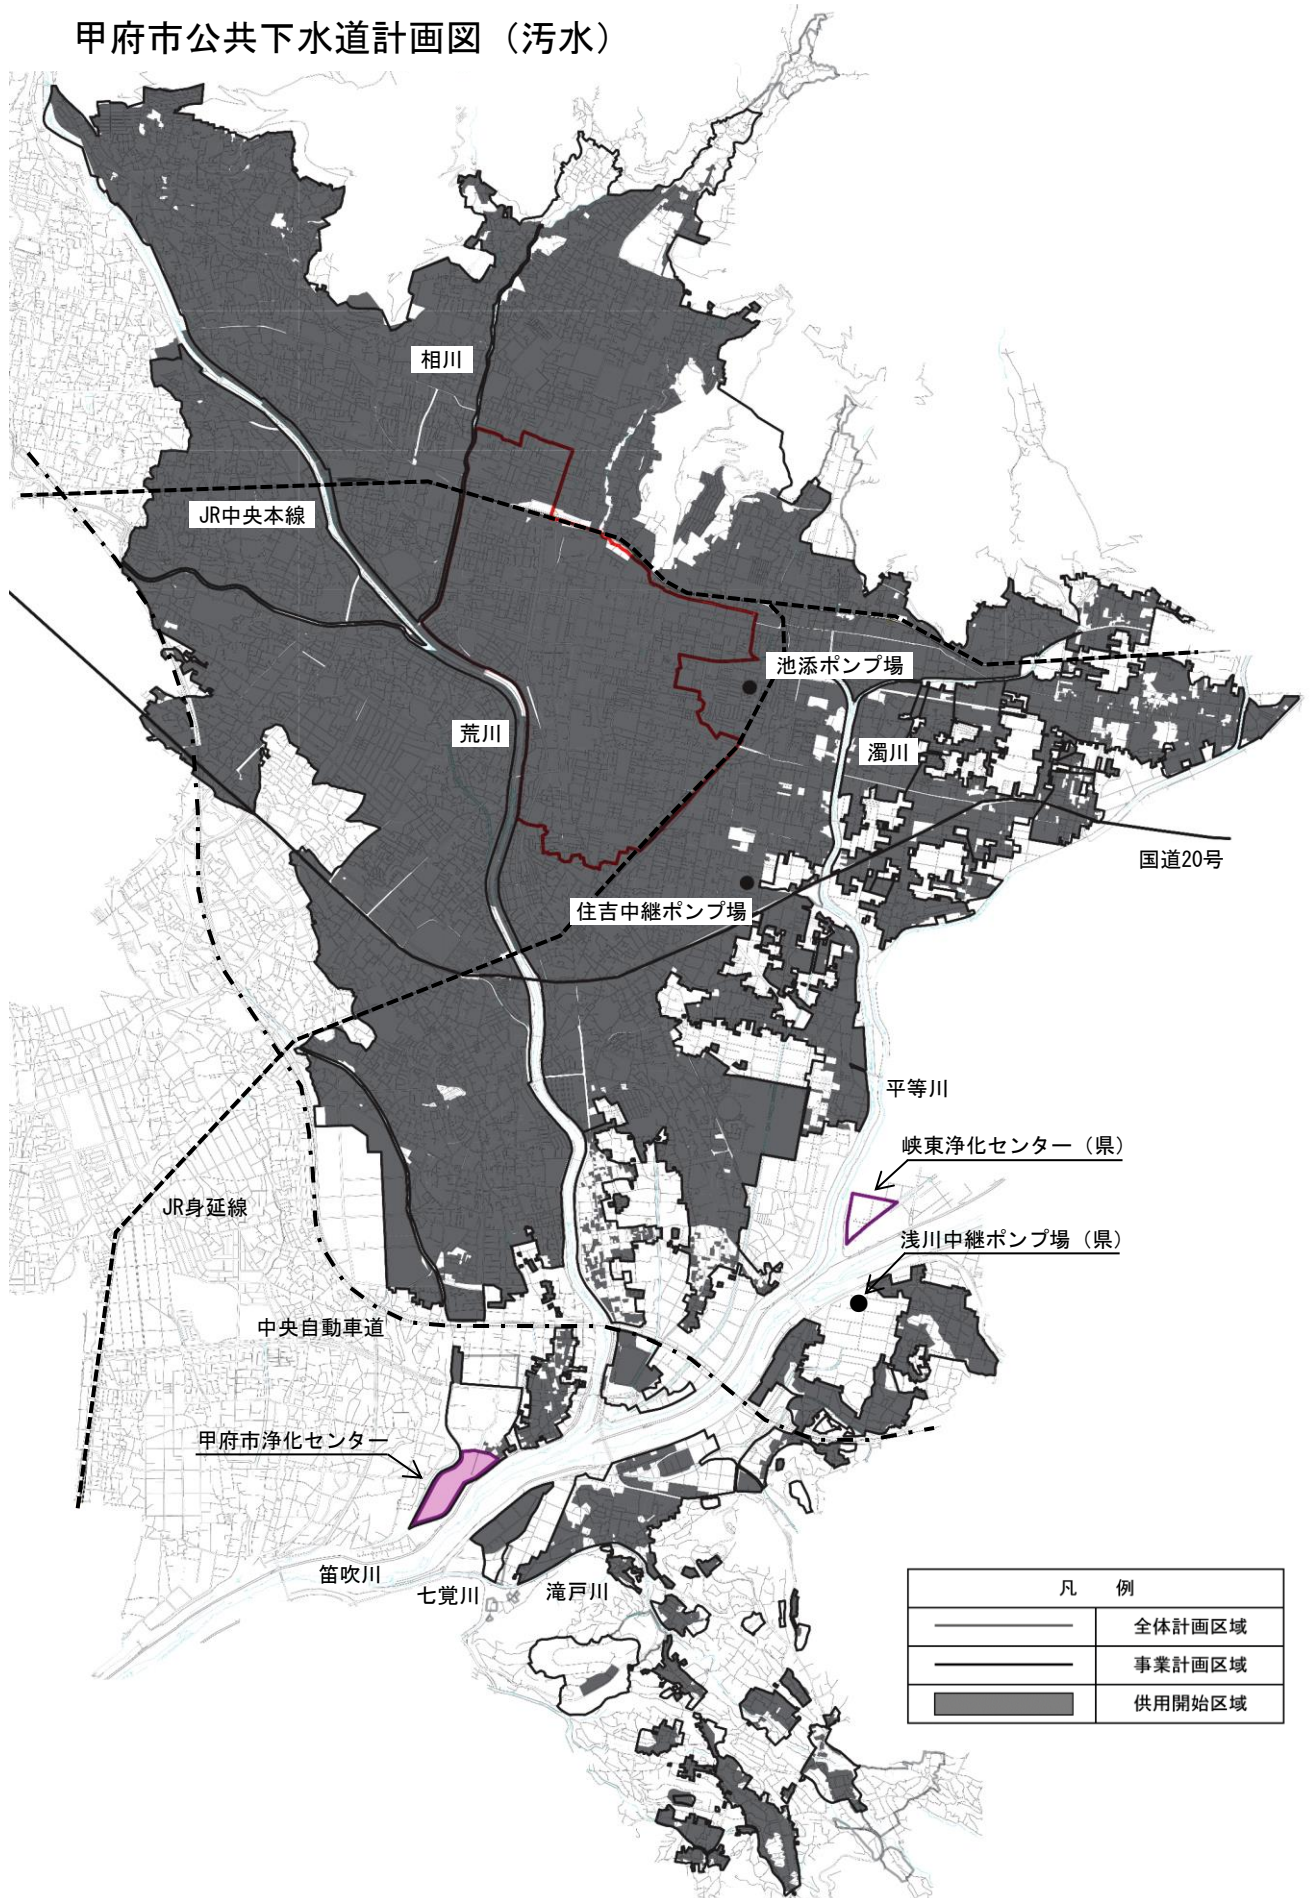 甲府市公共下水道計画図（汚水）
相川
JR中央本線
池添ポンプ場
荒川
濁川
国道20号
住吉中継ポンプ場
平等川
峡東浄化センター（県）
JR身延線
浅川中継ポンプ場（県）
中央自動車道
甲府市浄化センター
笛吹川
七覚川
滝戸川
凡　例
全体計画区域
事業計画区域
供用開始区域